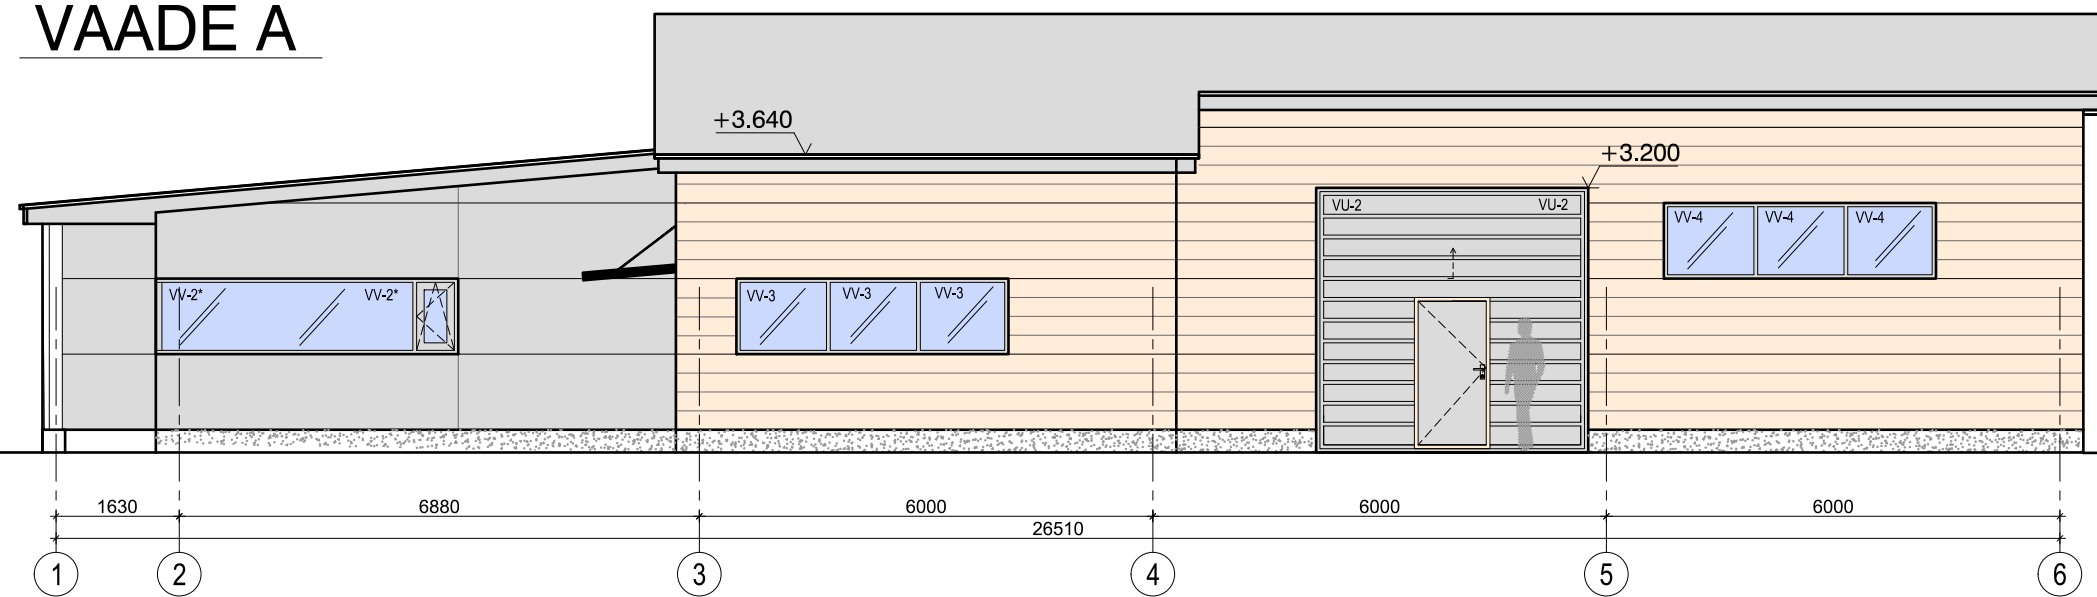 VAADE A
+3.640
+3.200
VU-2 VU-2
VV-4 VV-4 VV-4
VV-2* VV-2*
VV-3 VV-3 VV-3
1630 6880 6000 6000 6000
26510
1 2 3 4 5 6